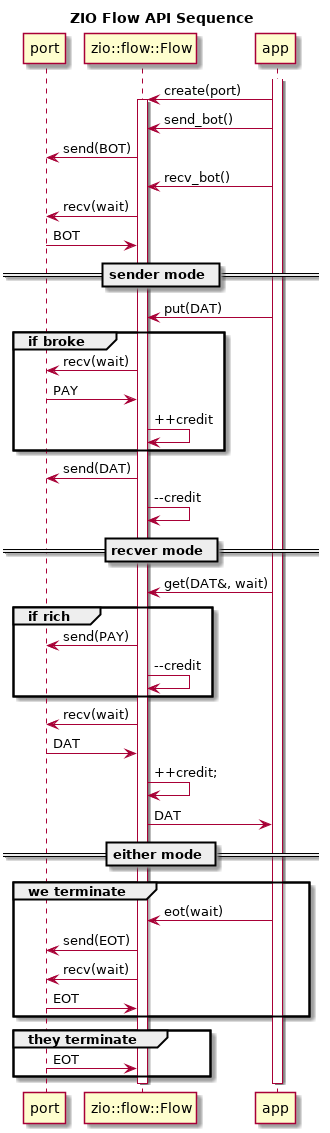 ZIO Flow API Sequence
port
zio::flow::Flow
app
create(port)
send_bot()
send(BOT)
recv_bot()
recv(wait)
BOT
sender mode
put(DAT)
if broke
recv(wait)
PAY
++credit
send(DAT)
--credit
recver mode
get(DAT&, wait)
if rich
send(PAY)
--credit
recv(wait)
DAT
++credit;
DAT
either mode
we terminate
eot(wait)
send(EOT)
recv(wait)
EOT
they terminate
EOT
port
zio::flow::Flow
app